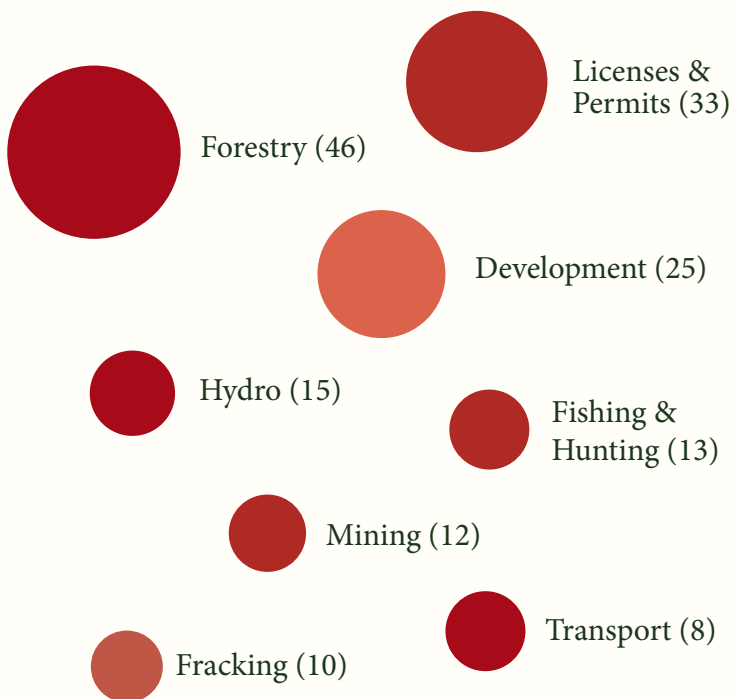 Licenses &
Permits (33)
Forestry (46)
Development (25)
Hydro (15)
Fishing &
Hunting (13)
Mining (12)
Transport (8)
Fracking (10)